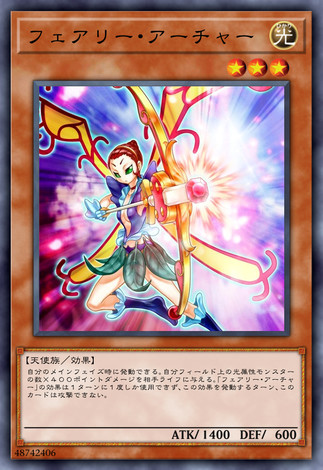 フェアリー・アーチャー
光
【天使族／効果】
自分のメインフェイズ時に発動できる。自分フィールド上の光属性モンスター
の数×４００ポイントダメージを相手ライフに与える。「フェアリー・アーチャ
ー」の効果は１ターンに１度しか使用できず、この効果を発動するターン、こ
のカードは攻撃できない。
ATK/ 1400 DEF/ 600
48742406